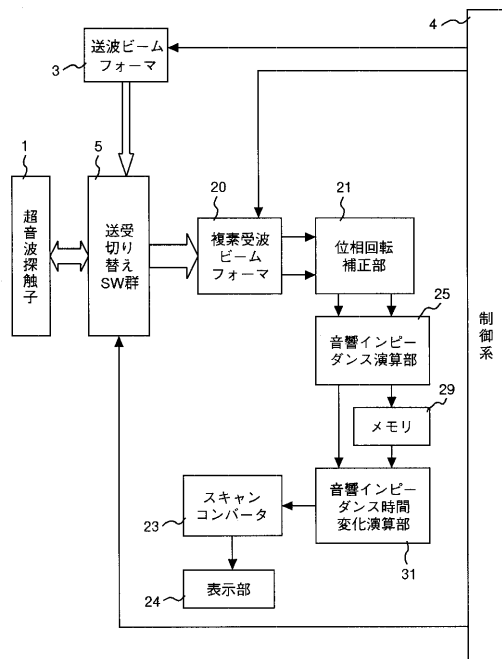 4
送波ビーム
フォーマ
3
1
5
20
21
超音波探触子
送受
切り
替え
SW群
複素受波
ビーム
フォーマ
位相回転
補正部
25
制御系
音響インピー
ダンス演算部
29
メモリ
スキャン
コンバータ
23
音響インピー
ダンス時間
変化演算部
31
表示部
24